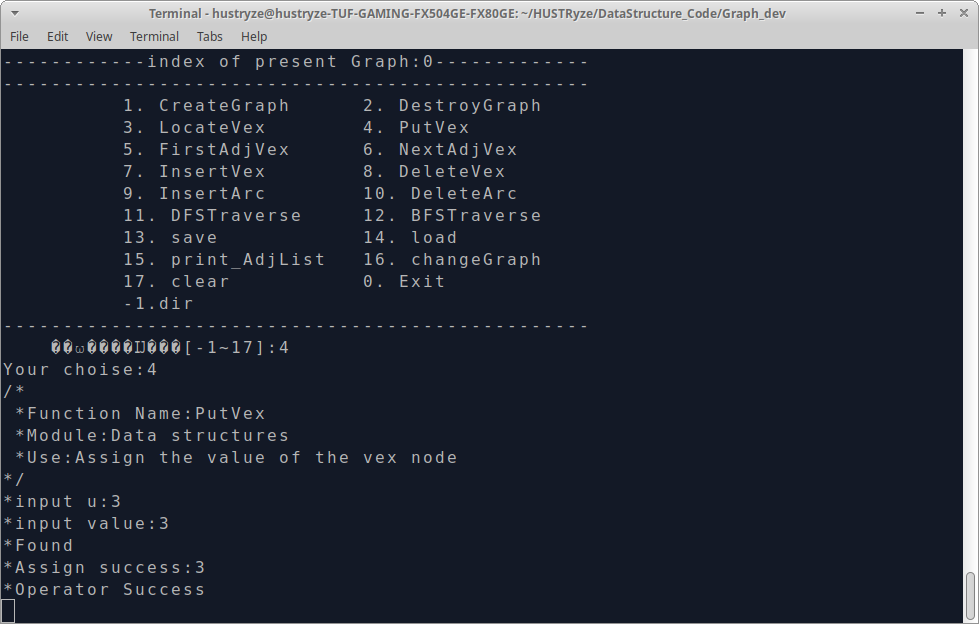 Terminal - hustryze@hustryze-TUF-GAMING-FX504GE-FX80GE: ~/HUSTRyze/DataStructure_Code/Graph_dev
File Edit View Terminal Tabs Help
------------index of present Graph:0-------------
-------------------------------------------------
1. CreateGraph 2. DestroyGraph
3. LocateVex 4. PutVex
5. FirstAdjVex 6. NextAdjVex
7. InsertVex 8. DeleteVex
9. InsertArc 10. DeleteArc
11. DFSTraverse 12. BFSTraverse
13. save 14. load
15. print_AdjList 16. changeGraph
17. clear 0. Exit
-1.dir
-------------------------------------------------
[-1~17]:4
Your choise:4
/*
*Function Name:PutVex
*Module:Data structures
*Use:Assign the value of the vex node
*/
*input u:3
*input value:3
*Found
*Assign success:3
*Operator Success